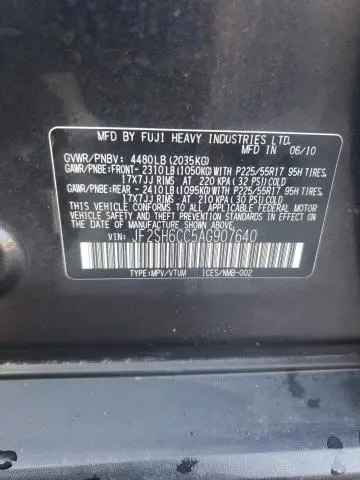 MFD BY FUJI HEAVY INDUSTRIES LTD.
MFD IN 06/10
GVWR/PNBV: 4480LB(2035KG)
GAWR/PNBE:FRONT- 2310LB(1050KG)WITH P225/55R17 95H TIRES,
17X7JJ RIMS AT 220 KPA(32 PSI)COLD
GAWR/PNBE:REAR - 2410LB(1095KG)WITH P225/55R17 95H TIRES,
17X7JJ RIMS, AT 210 KPA(30 PSI)COLD
THIS VEHICLE CONFORMS TO ALL APPLICABLE
FEDERAL MOTOR VEHICLE SAFETY STANDARDS
IN EFFECT ON THE DATE OF MANUFACTURE SHOWN ABOVE.
VIN: JF2SH6CC5AG907640
TYPE:MPV/VTUM ICES/NMB-002